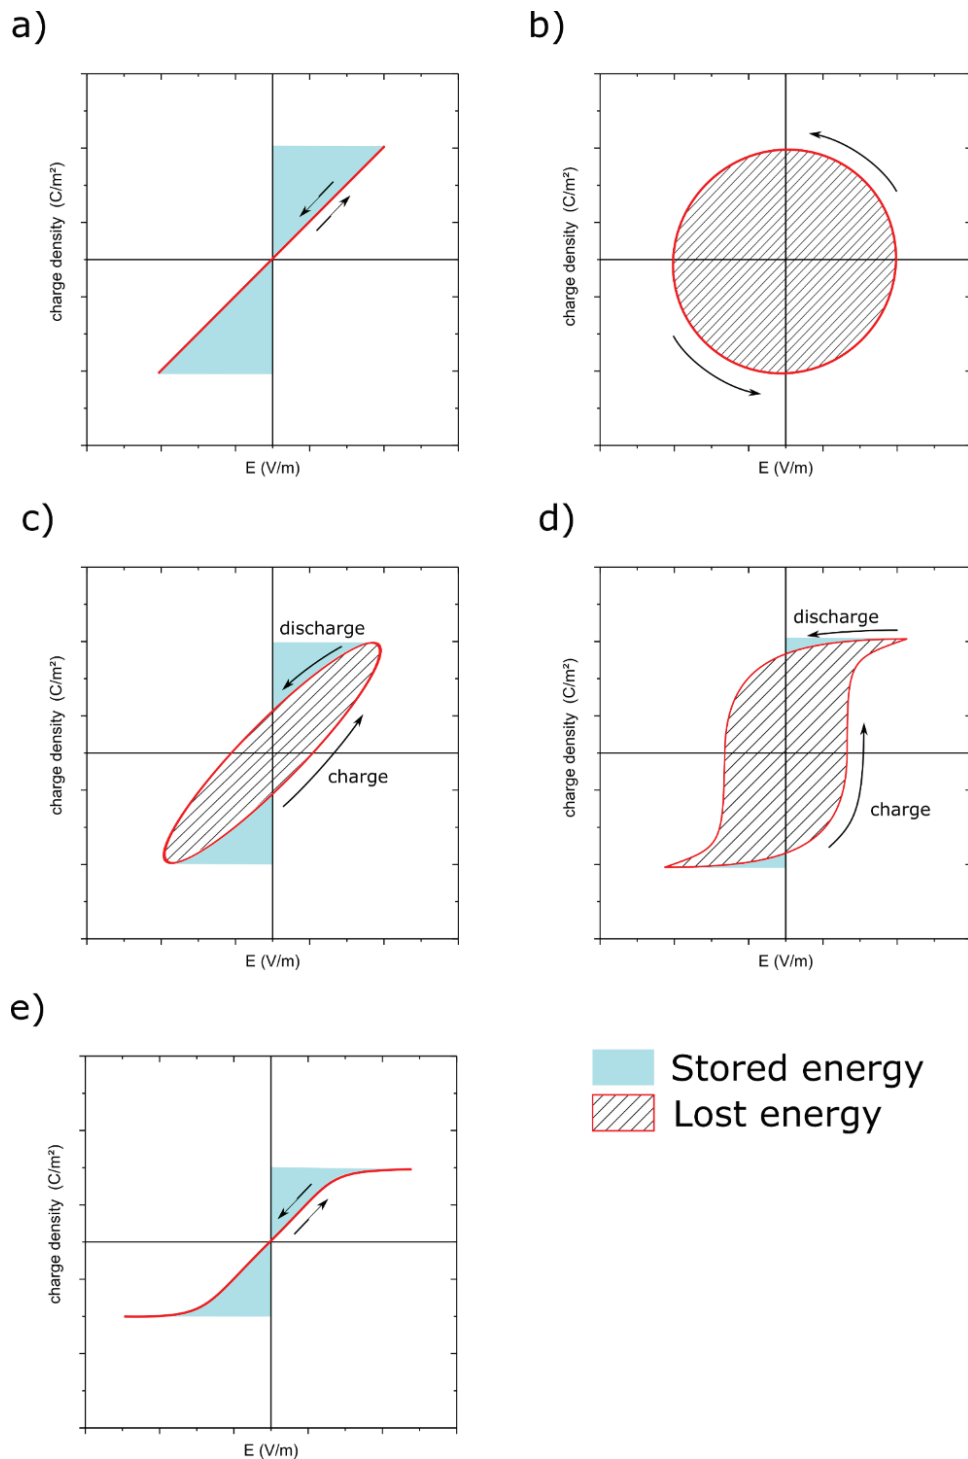 a)
charge density (C/m²)
E (V/m)
b)
charge density (C/m²)
E (V/m)
c)
discharge
charge
charge density (C/m²)
E (V/m)
d)
discharge
charge
charge density (C/m²)
E (V/m)
e)
charge density (C/m²)
E (V/m)
Stored energy
Lost energy